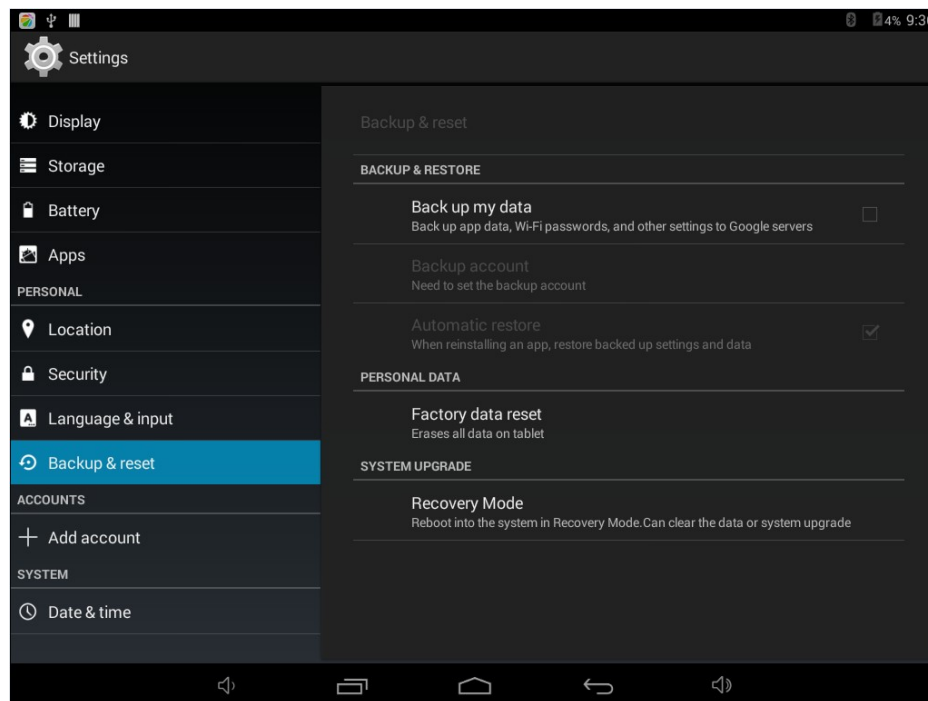 4% 9:30
Settings
Display
Storage
Battery
Apps
PERSONAL
Location
Security
Language & input
Backup & reset
ACCOUNTS
Add account
SYSTEM
Date & time
Backup & reset
BACKUP & RESTORE
Back up my data
Back up app data, Wi-Fi passwords, and other settings to Google servers
Backup account
Need to set the backup account
Automatic restore
When reinstalling an app, restore backed up settings and data
PERSONAL DATA
Factory data reset
Erases all data on tablet
SYSTEM UPGRADE
Recovery Mode
Reboot into the system in Recovery Mode.Can clear the data or system upgrade